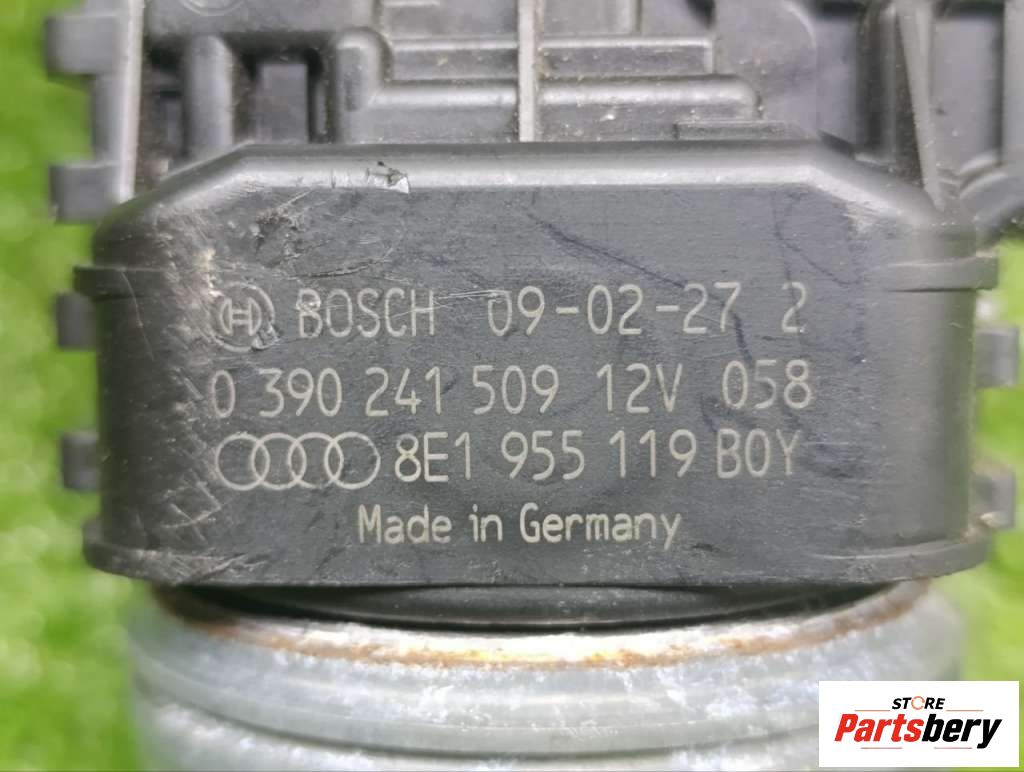 BOSCH 09-02-27 2
0 390 241 509 12V 058
8E1 955 119 B0Y
Made in Germany
STORE
Partsbery